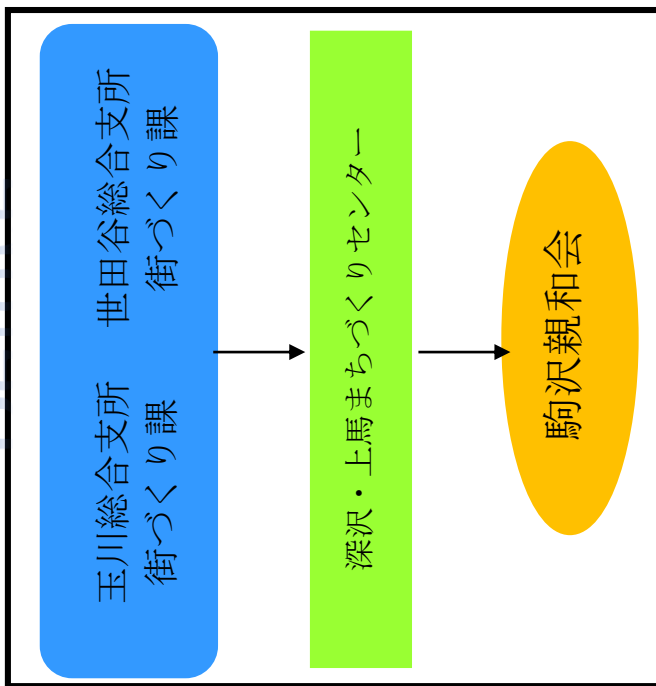 玉川総合支所
街づくり課
世田谷総合支所
街づくり課
深沢・上馬まちづくりセンター
駒沢親和会